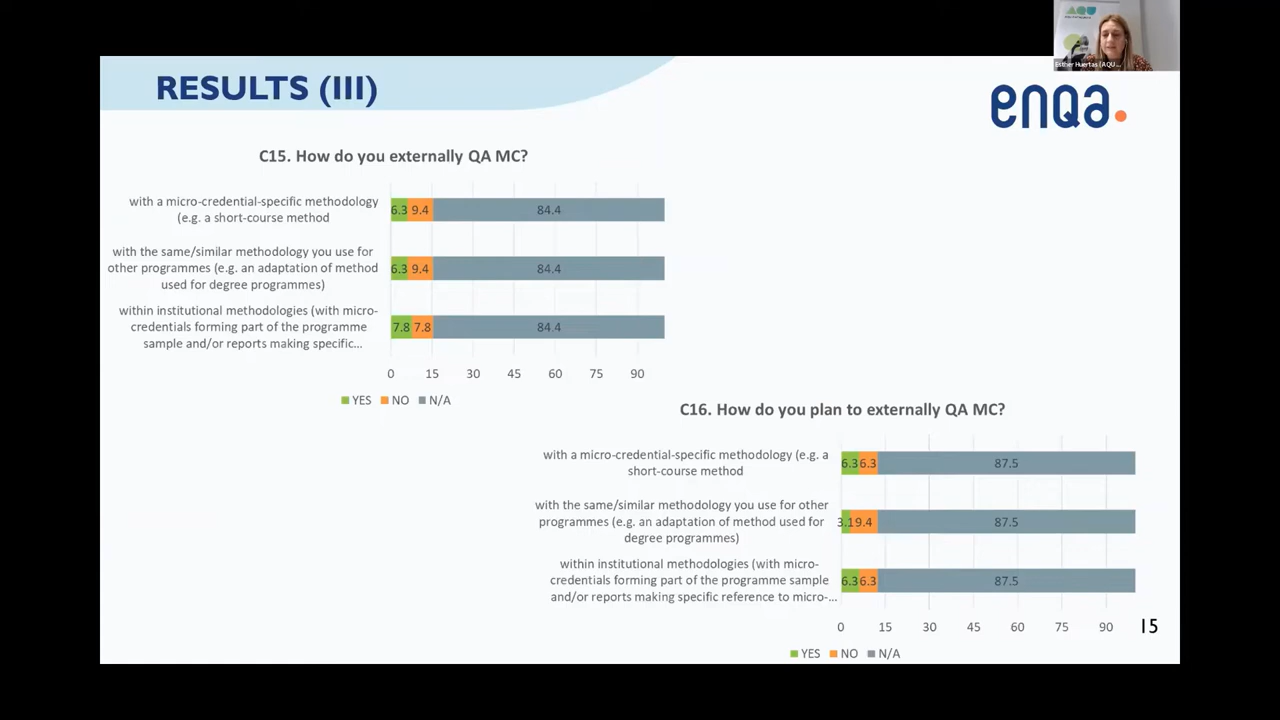 AQU
Esther Huertas (AQU ...
RESULTS (III)
enqa.
C15. How do you externally QA MC?
with a micro-credential-specific methodology
(e.g. a short-course method
6.3 9.4 84.4
with the same/similar methodology you use for
other programmes (e.g. an adaptation of method
used for degree programmes)
6.3 9.4 84.4
within institutional methodologies (with micro-
credentials forming part of the programme
sample and/or reports making specific...
7.8 7.8 84.4
0 15 30 45 60 75 90
YES NO N/A
C16. How do you plan to externally QA MC?
with a micro-credential-specific methodology (e.g. a
short-course method
6.3 6.3 87.5
with the same/similar methodology you use for other
programmes (e.g. an adaptation of method used for
degree programmes)
3.1 9.4 87.5
within institutional methodologies (with micro-
credentials forming part of the programme sample
and/or reports making specific reference to micro-...
6.3 6.3 87.5
0 15 30 45 60 75 90
15
YES NO N/A